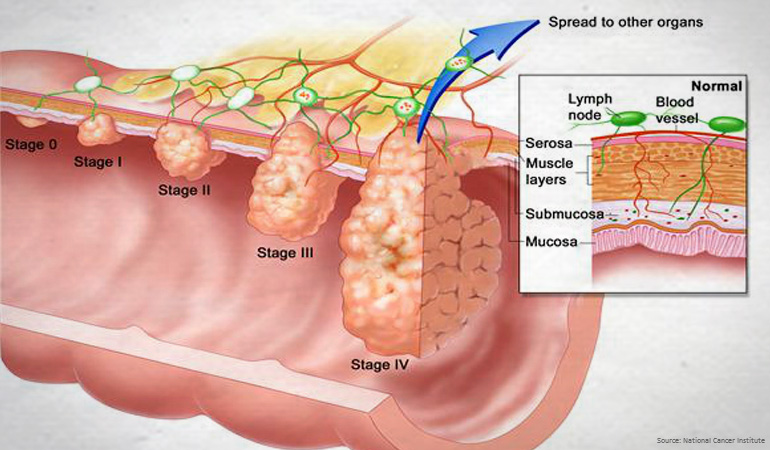 Spread to other organs
Normal
Lymph
node
Blood
vessel
Serosa
Muscle
layers
Submucosa
Mucosa
Stage 0
Stage I
Stage II
Stage III
Stage IV
Source: National Cancer Institute